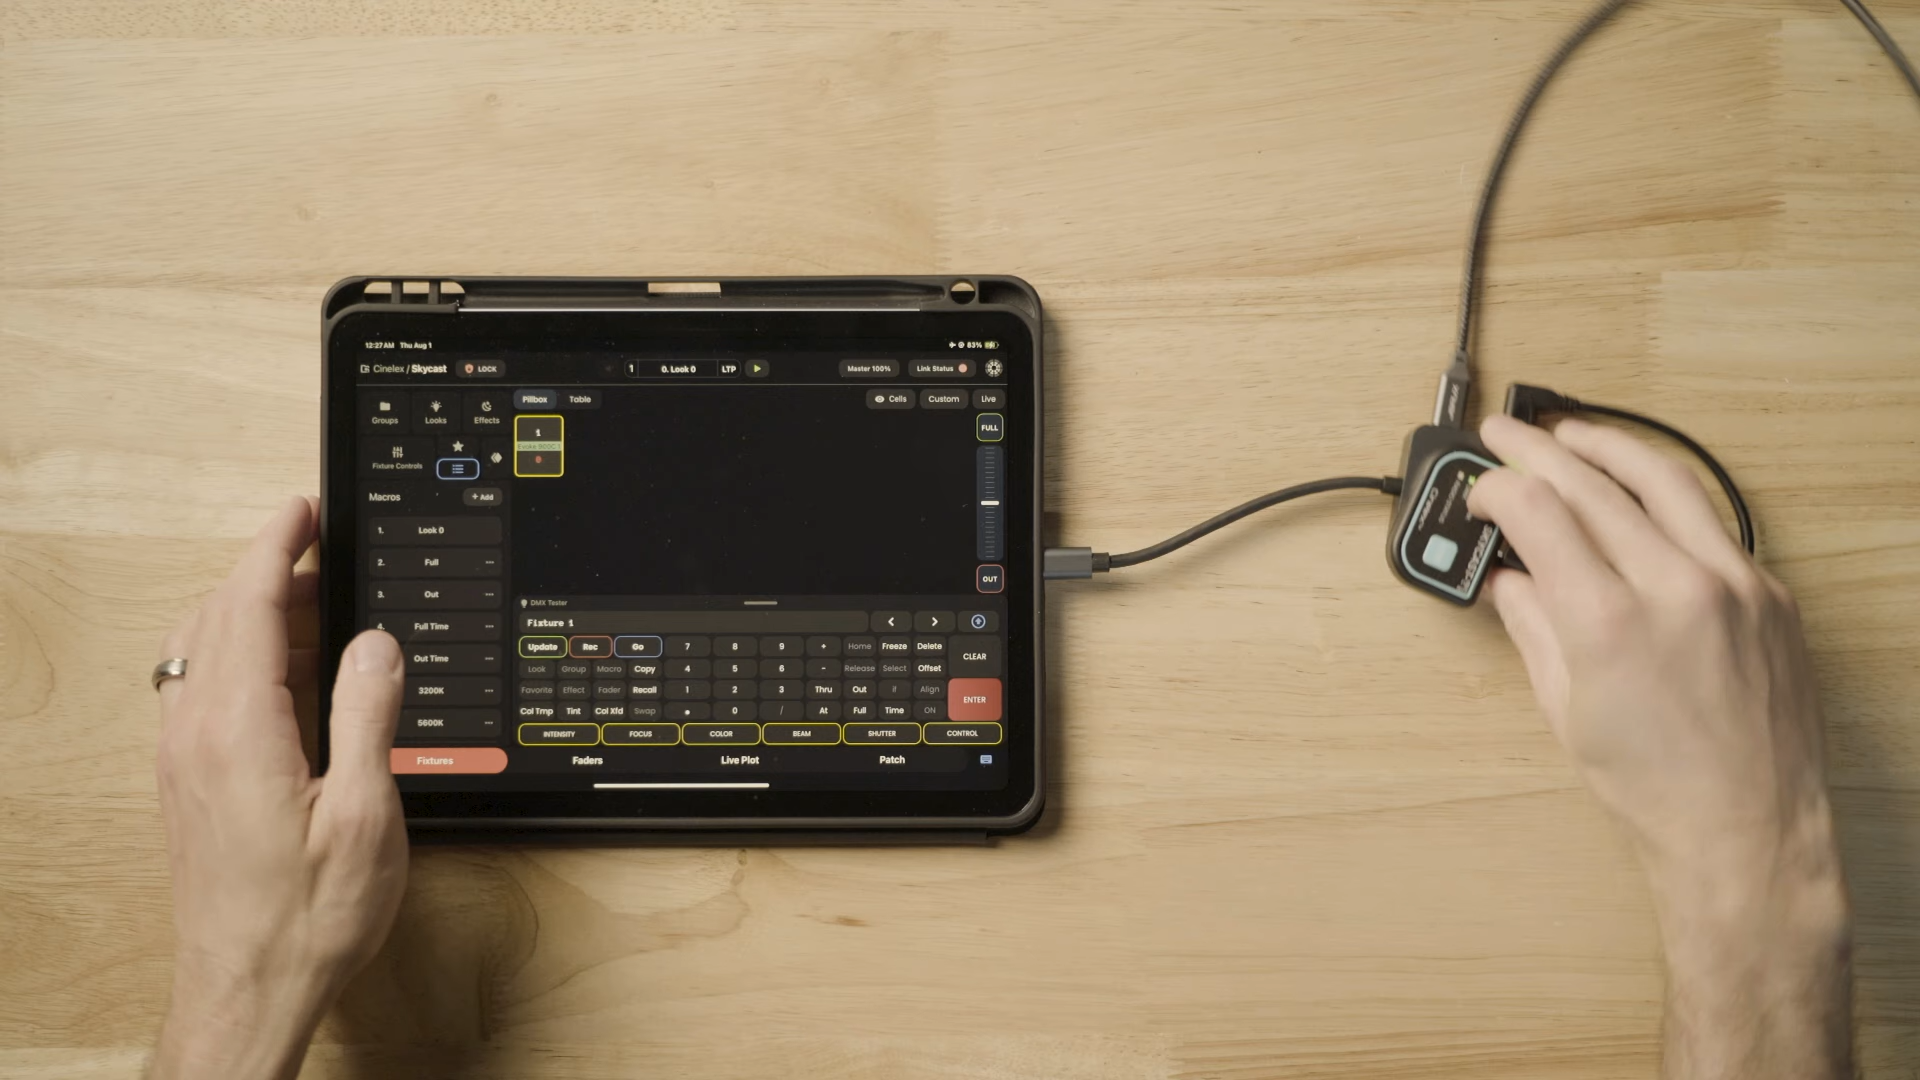 12:27AM Thu Aug 1
83%
Cinelex / Skycast
LOCK
1
0. Look 0
LTP
Master 100%
Link Status
Groups
Looks
Effects
Pillbox
Table
Cells
Custom
Live
Fixture Controls
1
FULL
Macros
+ Add
1. Look 0
2. Full
3. Out
4. Full Time
Out Time
3200K
5600K
OUT
DMX Tester
Fixture 1
Update Rec Go 7 8 9 + Home Freeze Delete CLEAR
Look Group Macro Copy 4 5 6 - Release Select Offset
Favorite Effect Fader Recall 1 2 3 Thru Out if Align ENTER
Col Tmp Tint Col Xfd Swap . 0 / At Full Time ON
INTENSITY FOCUS COLOR BEAM SHUTTER CONTROL
Fixtures Faders Live Plot Patch